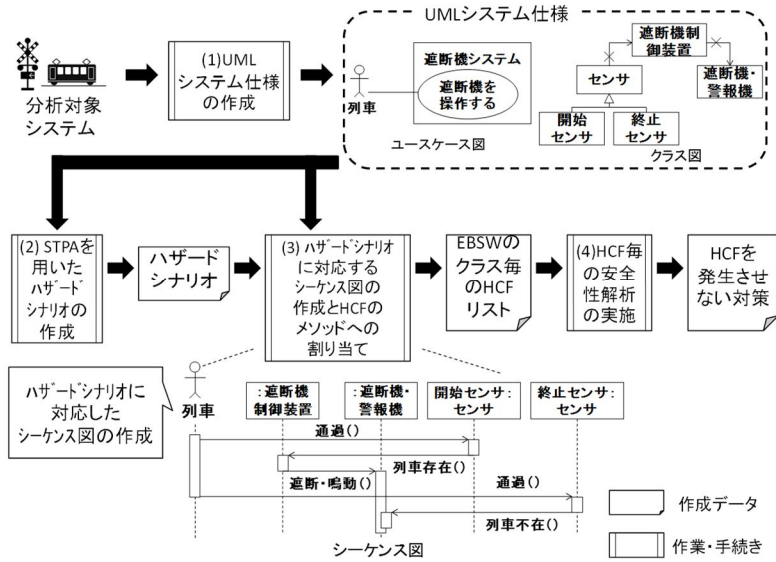 UMLシステム仕様
(1)UML
システム仕様
の作成
分析対象
システム
列車
遮断機システム
遮断機を
操作する
ユースケース図
遮断機制
御装置
センサ
遮断機・
警報機
開始
センサ
終止
センサ
クラス図
(2) STPAを
用いた
ﾊｻﾞｰﾄﾞ
ｼﾅﾘｵの
作成
ハザード
シナリオ
(3) ﾊｻﾞｰﾄﾞｼﾅﾘｵ
に対応する
シーケンス図の
作成とHCFの
メソッドへの
割り当て
EBSWの
クラス毎
のHCF
リスト
(4)HCF毎
の安全
性解析
の実施
HCFを
発生させ
ない対策
ﾊｻﾞｰﾄﾞｼﾅﾘｵに
対応した
シーケンス図の作成
列車
:遮断機
制御装置
:遮断機・
警報機
開始センサ:
センサ
終止センサ:
センサ
通過()
列車存在()
遮断・鳴動()
通過()
列車不在()
シーケンス図
作成データ
作業・手続き